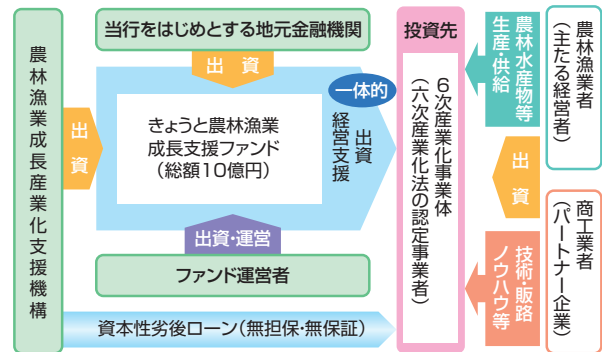 農林漁業成長産業化支援機構
出資
当行をはじめとする地元金融機関
出資
きょうと農林漁業
成長支援ファンド
（総額10億円）
出資・運営
ファンド運営者
一体的
出資
経営支援
資本性劣後ローン（無担保・無保証）
投資先
6次産業化事業体
（六次産業化法の認定事業者）
農林水産物等
生産・供給
出資
技術・販路
ノウハウ等
農林漁業者
（主たる経営者）
商工業者
（パートナー企業）